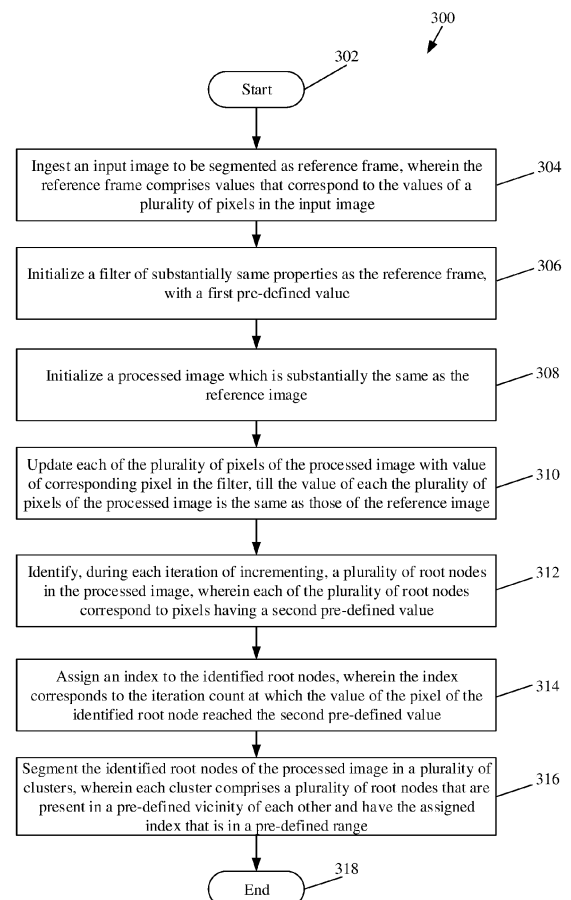 300
302
Start
Ingest an input image to be segmented as reference frame, wherein the
reference frame comprises values that correspond to the values of a
plurality of pixels in the input image
304
Initialize a filter of substantially same properties as the reference frame,
with a first pre-defined value
306
Initialize a processed image which is substantially the same as the
reference image
308
Update each of the plurality of pixels of the processed image with value
of corresponding pixel in the filter, till the value of each the plurality of
pixels of the processed image is the same as those of the reference image
310
Identify, during each iteration of incrementing, a plurality of root nodes
in the processed image, wherein each of the plurality of root nodes
correspond to pixels having a second pre-defined value
312
Assign an index to the identified root nodes, wherein the index
corresponds to the iteration count at which the value of the pixel of the
identified root node reached the second pre-defined value
314
Segment the identified root nodes of the processed image in a plurality of
clusters, wherein each cluster comprises a plurality of root nodes that are
present in a pre-defined vicinity of each other and have the assigned
index that is in a pre-defined range
316
318
End